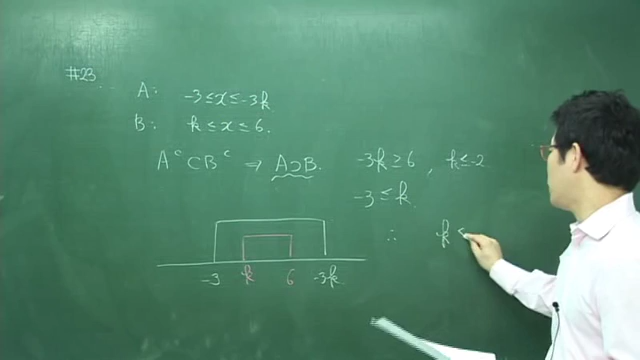 #23.
A: -3≤x≤-3k
B: k≤x≤6.
A^c⊂B^c ⇒ A⊃B.
-3k≥6, k≤-2
-3≤k.
∴ k≤
-3 k 6 -3k